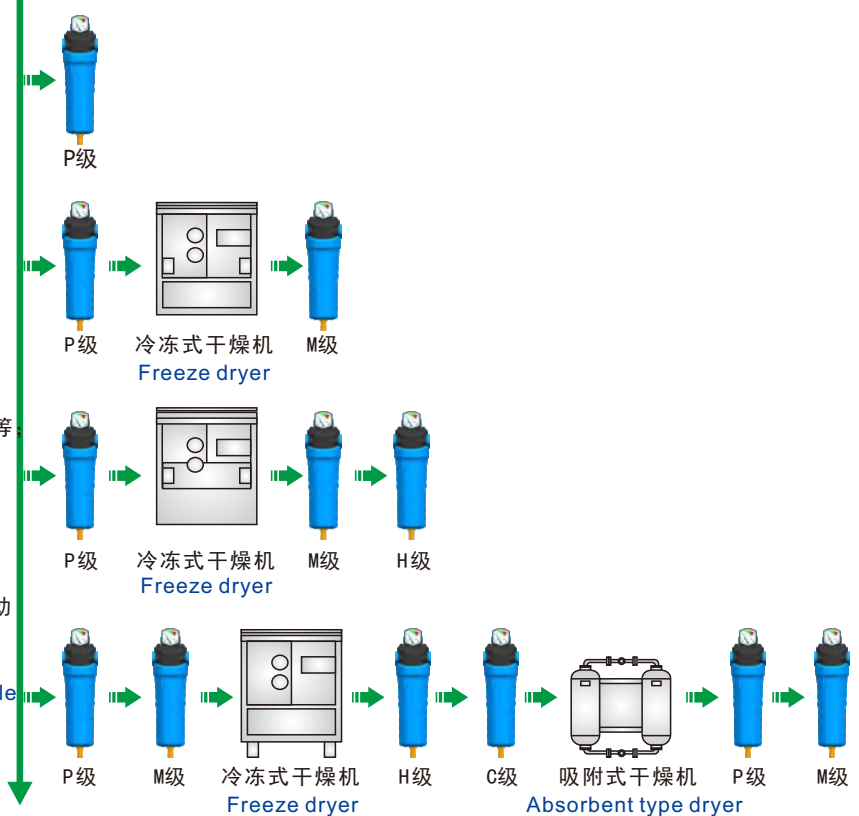 P级
P级 冷冻式干燥机 M级
Freeze dryer
等;
P级 冷冻式干燥机 M级 H级
Freeze dryer
动
le
P级 M级 冷冻式干燥机 H级 C级 吸附式干燥机 P级 M级
Freeze dryer Absorbent type dryer